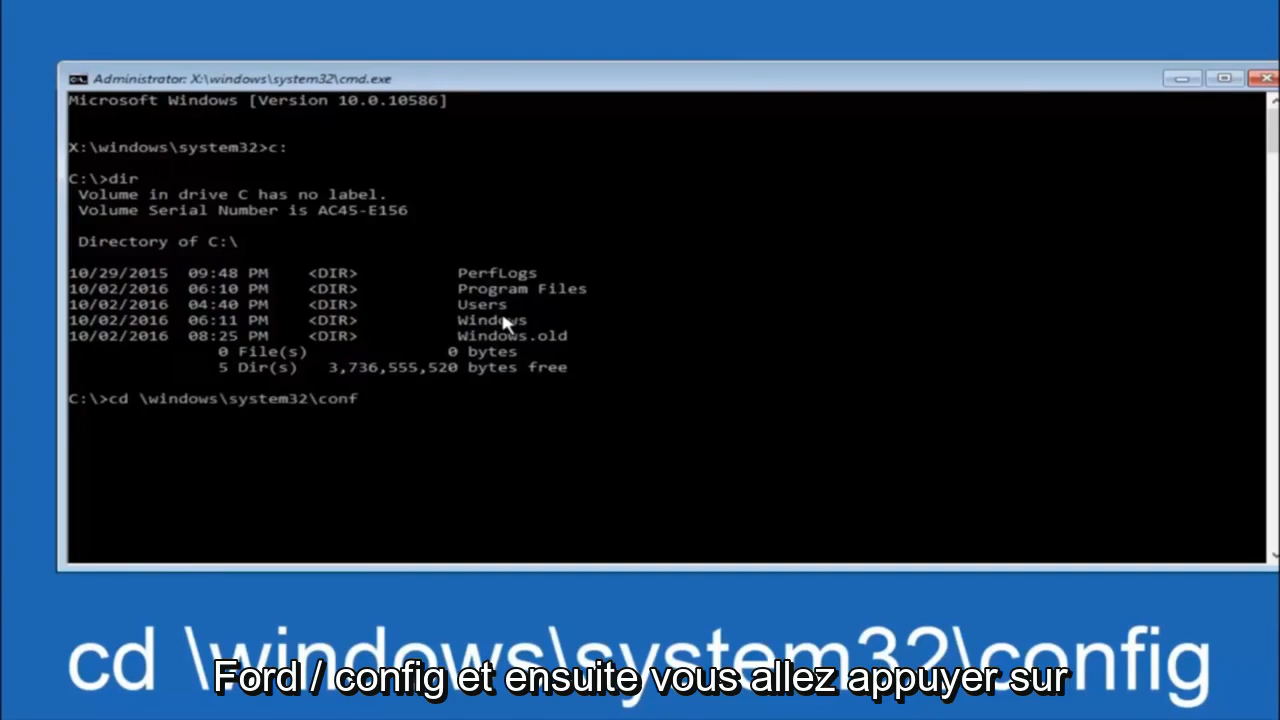 Administrator: X:\windows\system32\cmd.exe
Microsoft Windows [Version 10.0.10586]
X:\windows\system32>c:
C:\>dir
Volume in drive C has no label.
Volume Serial Number is AC45-E156
Directory of C:\
10/29/2015 09:48 PM <DIR> PerfLogs
10/02/2016 06:10 PM <DIR> Program Files
10/02/2016 04:40 PM <DIR> Users
10/02/2016 06:11 PM <DIR> Windows
10/02/2016 08:25 PM <DIR> Windows.old
0 File(s) 0 bytes
5 Dir(s) 3,736,555,520 bytes free
C:\>cd \windows\system32\conf
cd \windows\system32\config
Ford / config et ensuite vous allez appuyer sur